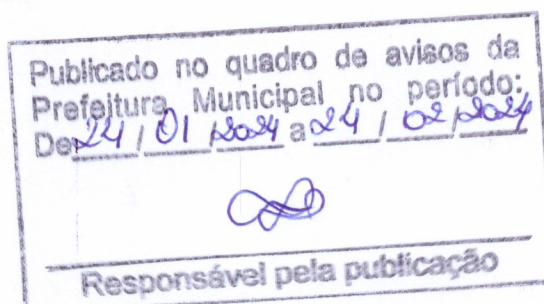 Publicado no quadro de avisos da
Prefeitura Municipal no período:
De 24 / 01 / 2024 a 24 / 02 / 2024
Responsável pela publicação